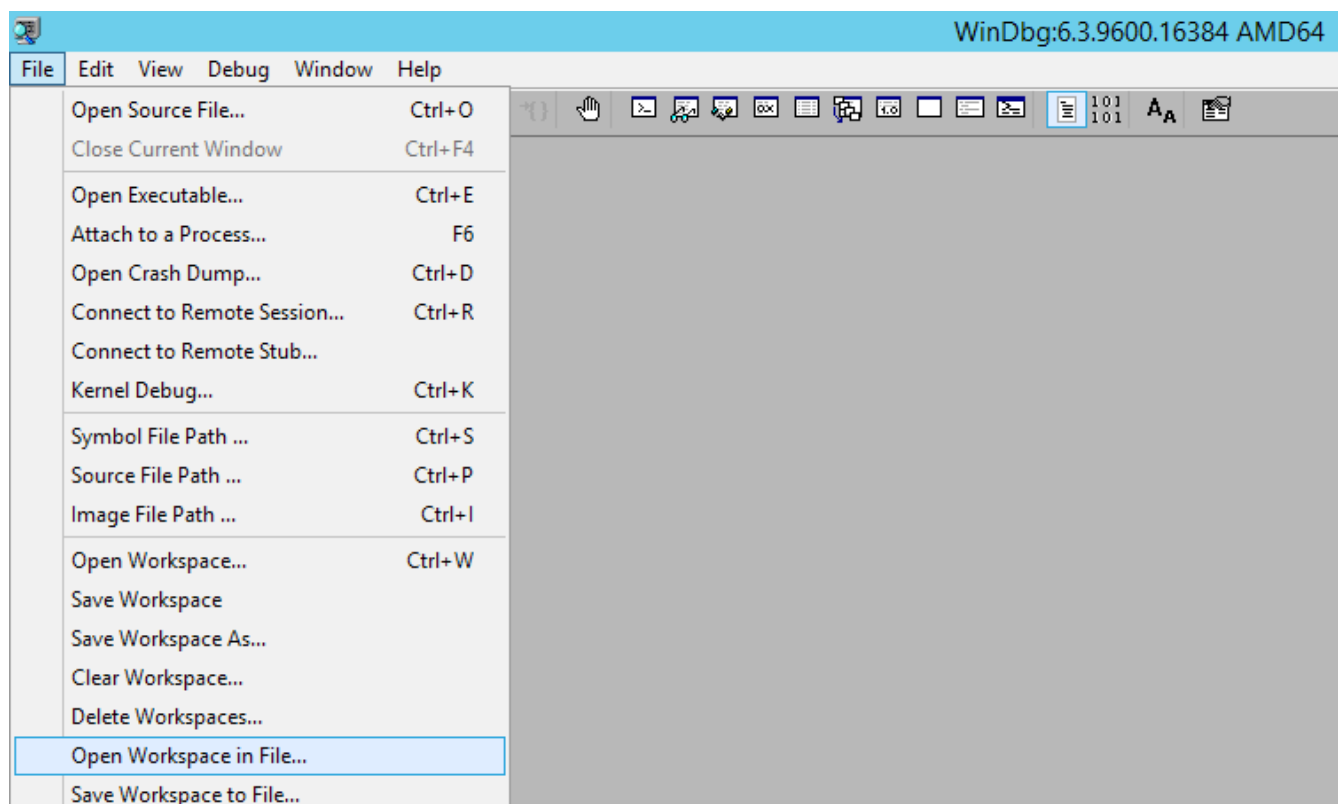 WinDbg:6.3.9600.16384 AMD64
File Edit View Debug Window Help
Open Source File... Ctrl+O
Close Current Window Ctrl+F4
Open Executable... Ctrl+E
Attach to a Process... F6
Open Crash Dump... Ctrl+D
Connect to Remote Session... Ctrl+R
Connect to Remote Stub...
Kernel Debug... Ctrl+K
Symbol File Path ... Ctrl+S
Source File Path ... Ctrl+P
Image File Path ... Ctrl+I
Open Workspace... Ctrl+W
Save Workspace
Save Workspace As...
Clear Workspace...
Delete Workspaces...
Open Workspace in File...
Save Workspace to File...